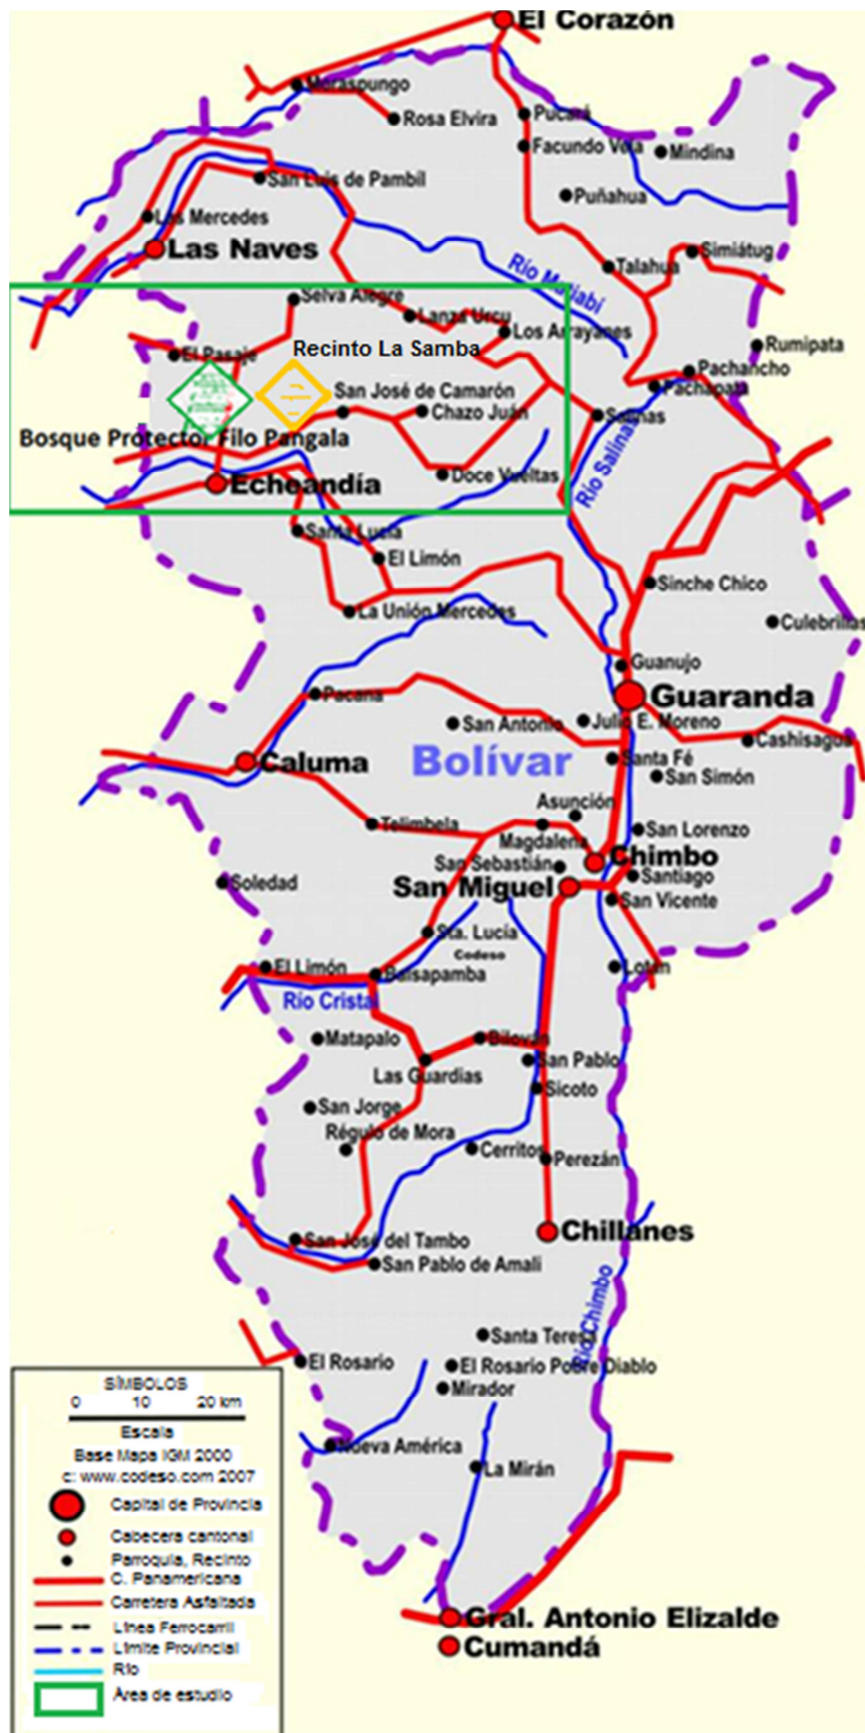 El Corazón
Moraspungo
Rosa Elvira
Pucará
Facundo Vela
Mindina
San Luis de Pambil
Puñahua
Las Mercedes
Las Naves
Simiátug
Talahua
Río Matiabí
Selva Alegre
Lanza Urcu
Los Arrayanes
Rumipata
El Pasaje
Recinto La Samba
Pachancho
Pachapata
San José de Camarón
Chazo Juán
Salinas
Bosque Protector Filo Pangala
Río Salinas
Echeandía
Doce Vueltas
Santa Lucía
El Limón
Sinche Chico
La Unión Mercedes
Culebrillas
Guanujo
Guaranda
Pacana
San Antonio
Julio E. Moreno
Cashisagua
Caluma
Bolívar
Santa Fé
San Simón
Asunción
Telimbela
Magdalena
San Lorenzo
Chimbo
San Sebastián
Santiago
San Miguel
San Vicente
Soledad
Sta. Lucía
Codeso
El Limón
Balsapamba
Lotán
Río Cristal
Matapalo
Bilován
San Pablo
Las Guardias
Sicoto
San Jorge
Régulo de Mora
Cerritos
Perezán
Chillanes
San José del Tambo
San Pablo de Amali
Río Chimbo
Santa Teresa
El Rosario
El Rosario Pobre Diablo
Mirador
Nueva América
La Mirán
Gral. Antonio Elizalde
Cumandá
SÍMBOLOS
0 10 20 km
Escala
Base Mapa IGM 2000
c: www.codeso.com 2007
Capital de Provincia
Cabecera cantonal
Parroquia, Recinto
C. Panamericana
Carretera Asfaltada
Línea Ferrocarril
Límite Provincial
Río
Área de estudio